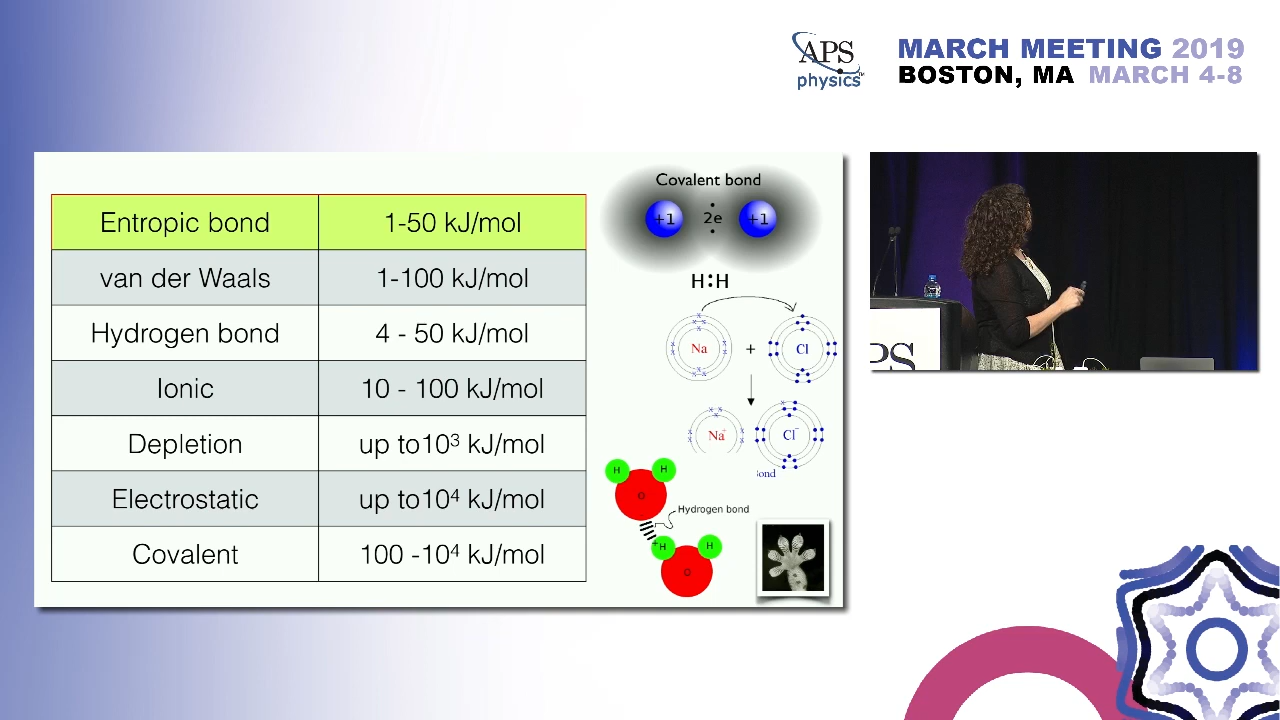 APS
physics
TM
MARCH MEETING 2019
BOSTON, MA MARCH 4-8
Entropic bond 1-50 kJ/mol
van der Waals 1-100 kJ/mol
Hydrogen bond 4 - 50 kJ/mol
Ionic 10 - 100 kJ/mol
Depletion up to10³ kJ/mol
Electrostatic up to10⁴ kJ/mol
Covalent 100 -10⁴ kJ/mol
Covalent bond
+1 2e +1
H:H
Na + Cl
Na⁺ Cl⁻
ond
H H
O
Hydrogen bond
+H H
O
PS